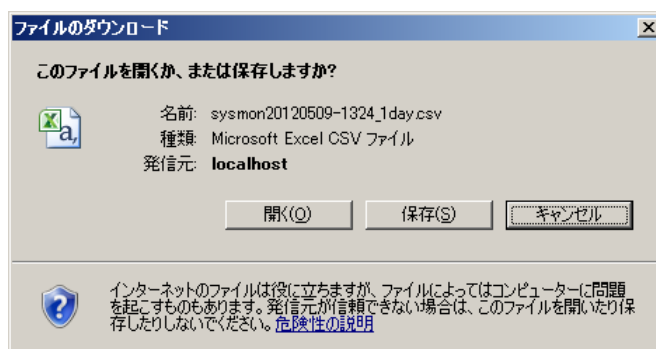 ファイルのダウンロード
このファイルを開くか、または保存しますか?
名前: sysmon20120509-1324_1day.csv
種類: Microsoft Excel CSV ファイル
発信元: localhost
開く(O) 保存(S) キャンセル
インターネットのファイルは役に立ちますが、ファイルによってはコンピューターに問題
を起こすものもあります。発信元が信頼できない場合は、このファイルを開いたり保
存したりしないでください。危険性の説明